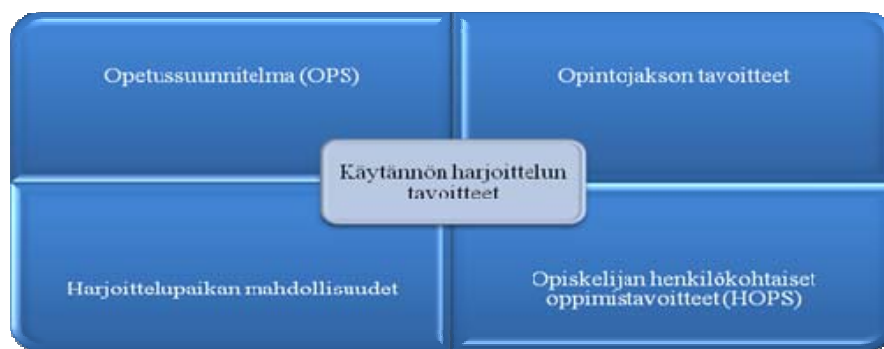 Opetussuunnitelma (OPS)
Opintojakson tavoitteet
Käytännön harjoittelun
tavoitteet
Harjoittelupaikan mahdollisuudet
Opiskelijan henkilökohtaiset
oppimistavoitteet (HOPS)